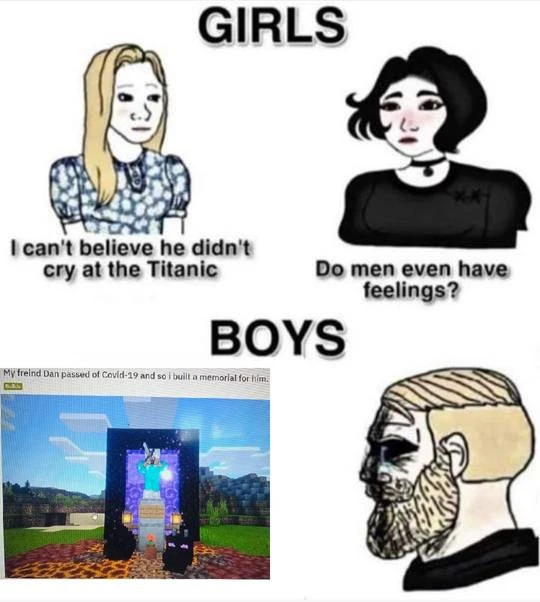 GIRLS
I can't believe he didn't
cry at the Titanic
Do men even have
feelings?
BOYS
My freind Dan passed of Covid-19 and so i built a memorial for him.
Builds